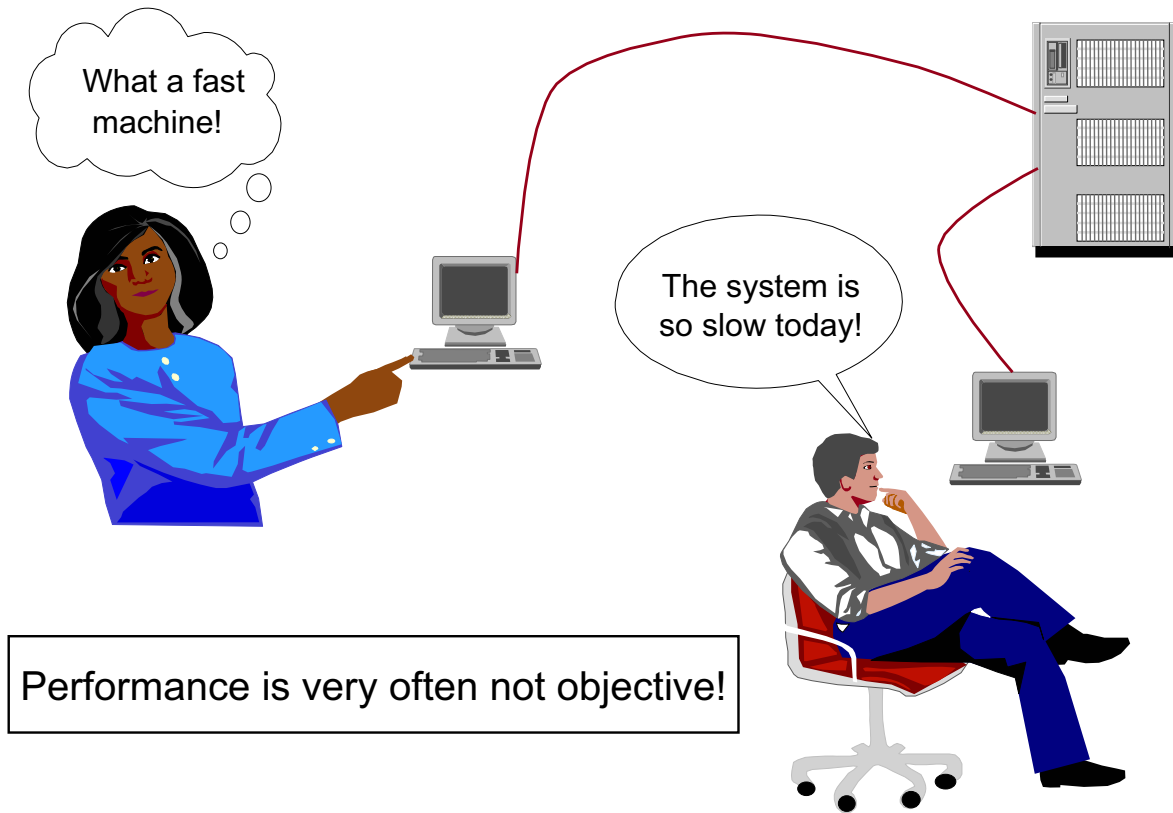 What a fast
machine!
The system is
so slow today!
Performance is very often not objective!